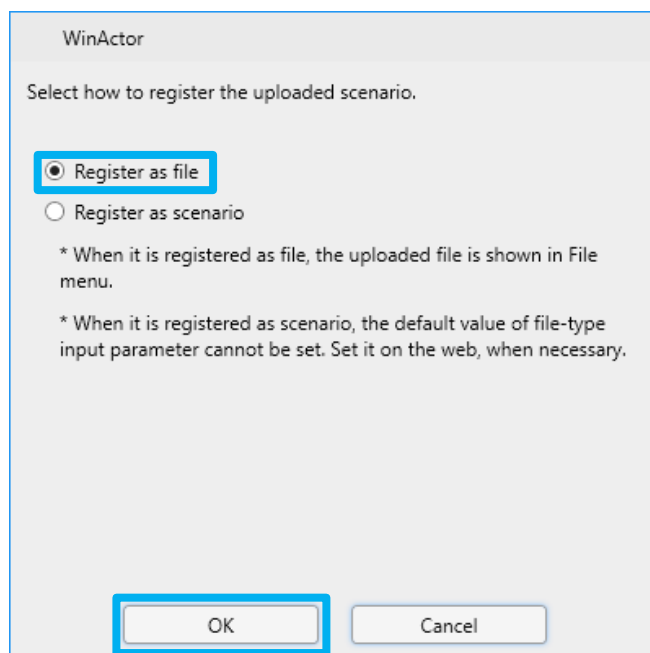 WinActor
Select how to register the uploaded scenario.
Register as file
Register as scenario
* When it is registered as file, the uploaded file is shown in File
menu.
* When it is registered as scenario, the default value of file-type
input parameter cannot be set. Set it on the web, when necessary.
OK Cancel